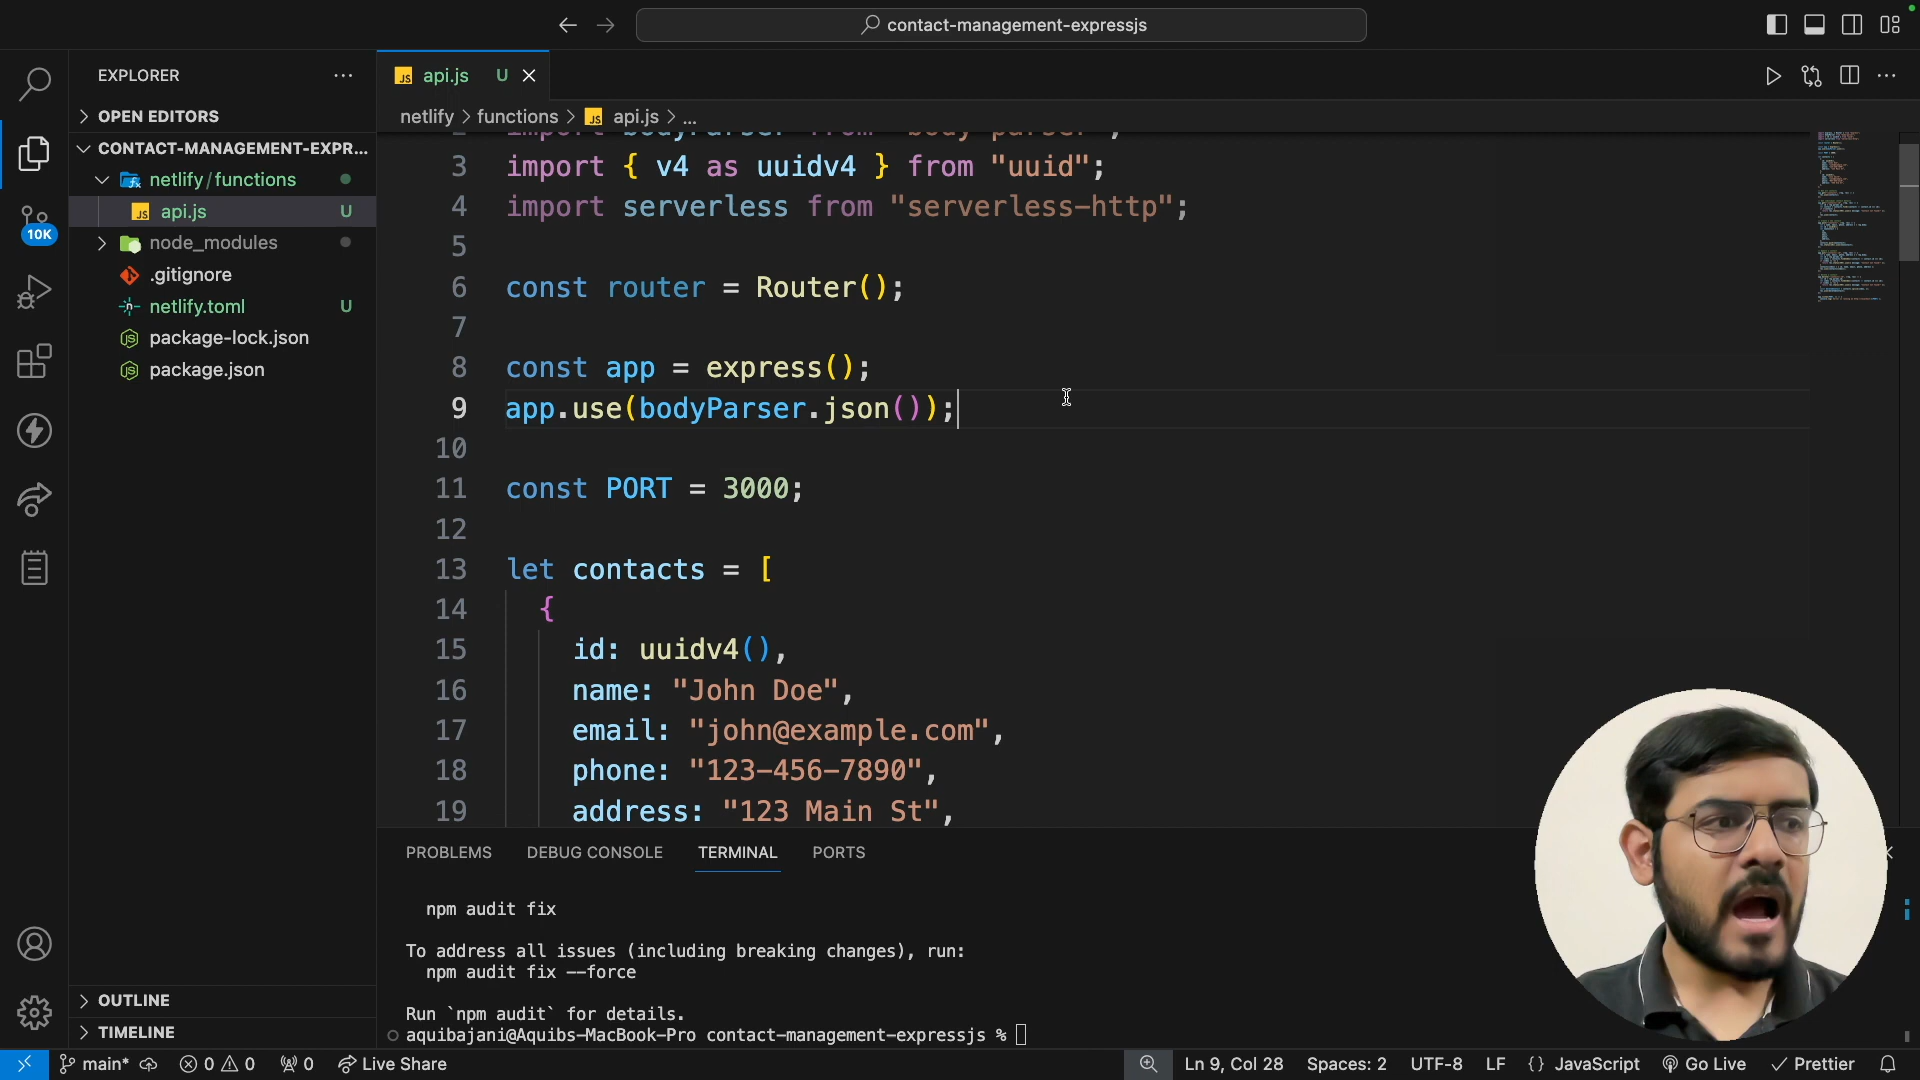 contact-management-expressjs
EXPLORER
OPEN EDITORS
CONTACT-MANAGEMENT-EXPR...
netlify/functions
api.js U
node_modules
.gitignore
netlify.toml U
package-lock.json
package.json
OUTLINE
TIMELINE
10K
JS api.js U
netlify > functions > JS api.js > ...
3 import { v4 as uuidv4 } from "uuid";
4 import serverless from "serverless-http";
5
6 const router = Router();
7
8 const app = express();
9 app.use(bodyParser.json());
10
11 const PORT = 3000;
12
13 let contacts = [
14 {
15 id: uuidv4(),
16 name: "John Doe",
17 email: "john@example.com",
18 phone: "123-456-7890",
19 address: "123 Main St",
PROBLEMS DEBUG CONSOLE TERMINAL PORTS
npm audit fix
To address all issues (including breaking changes), run:
npm audit fix --force
Run `npm audit` for details.
aquibajani@Aquibs-MacBook-Pro contact-management-expressjs %
main* 0 0 0 Live Share Ln 9, Col 28 Spaces: 2 UTF-8 LF {} JavaScript Go Live Prettier